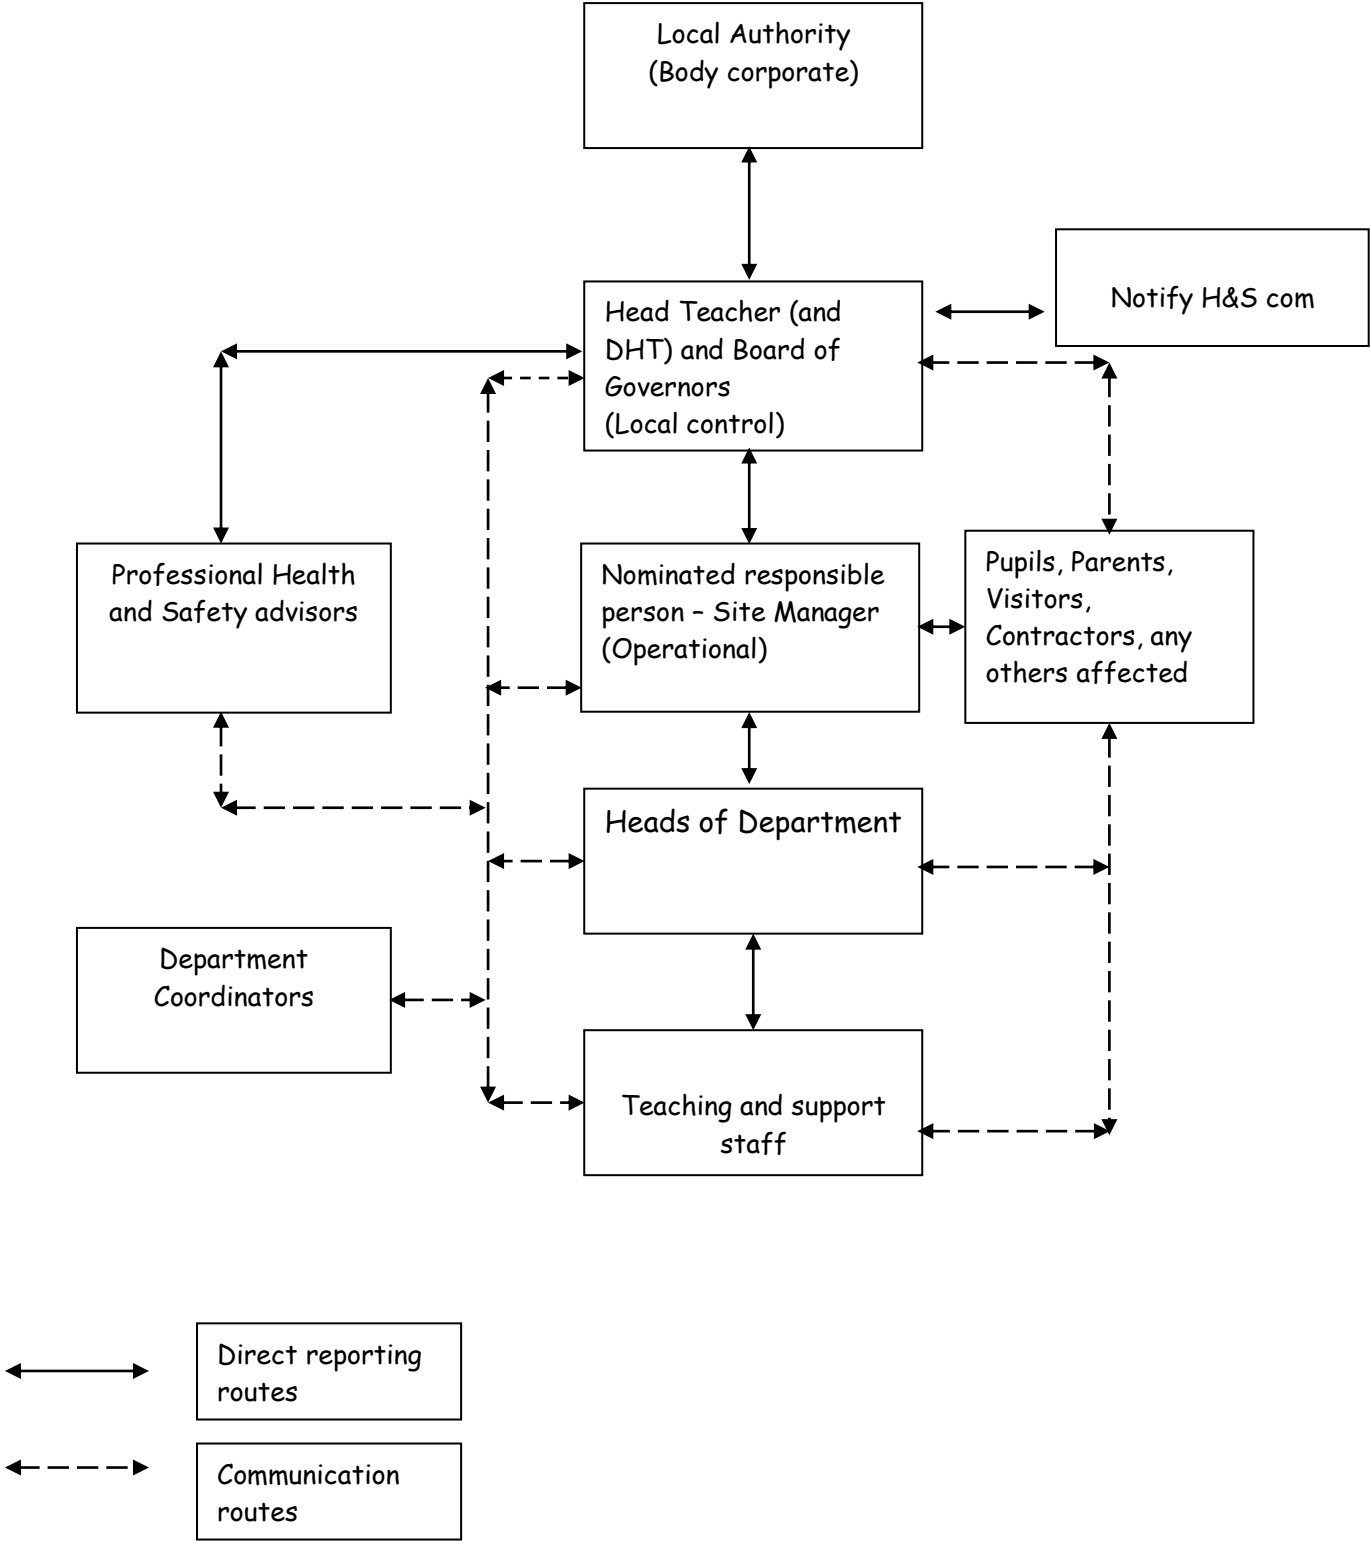 Local Authority
(Body corporate)
Notify H&S com
Head Teacher (and
DHT) and Board of
Governors
(Local control)
Professional Health
and Safety advisors
Nominated responsible
person – Site Manager
(Operational)
Pupils, Parents,
Visitors,
Contractors, any
others affected
Heads of Department
Department
Coordinators
Teaching and support
staff
Direct reporting
routes
Communication
routes